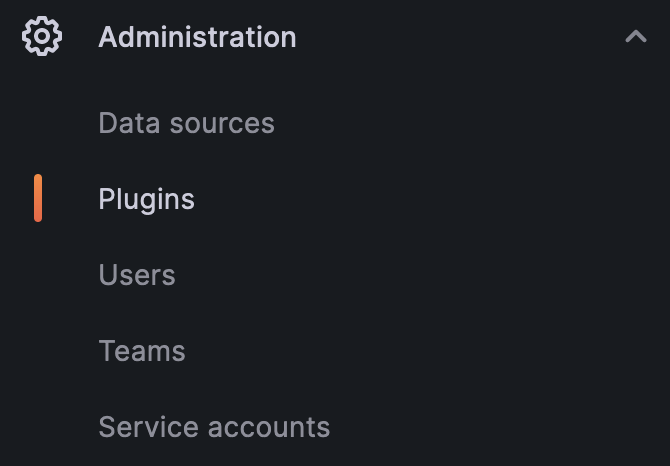 Administration
Data sources
Plugins
Users
Teams
Service accounts